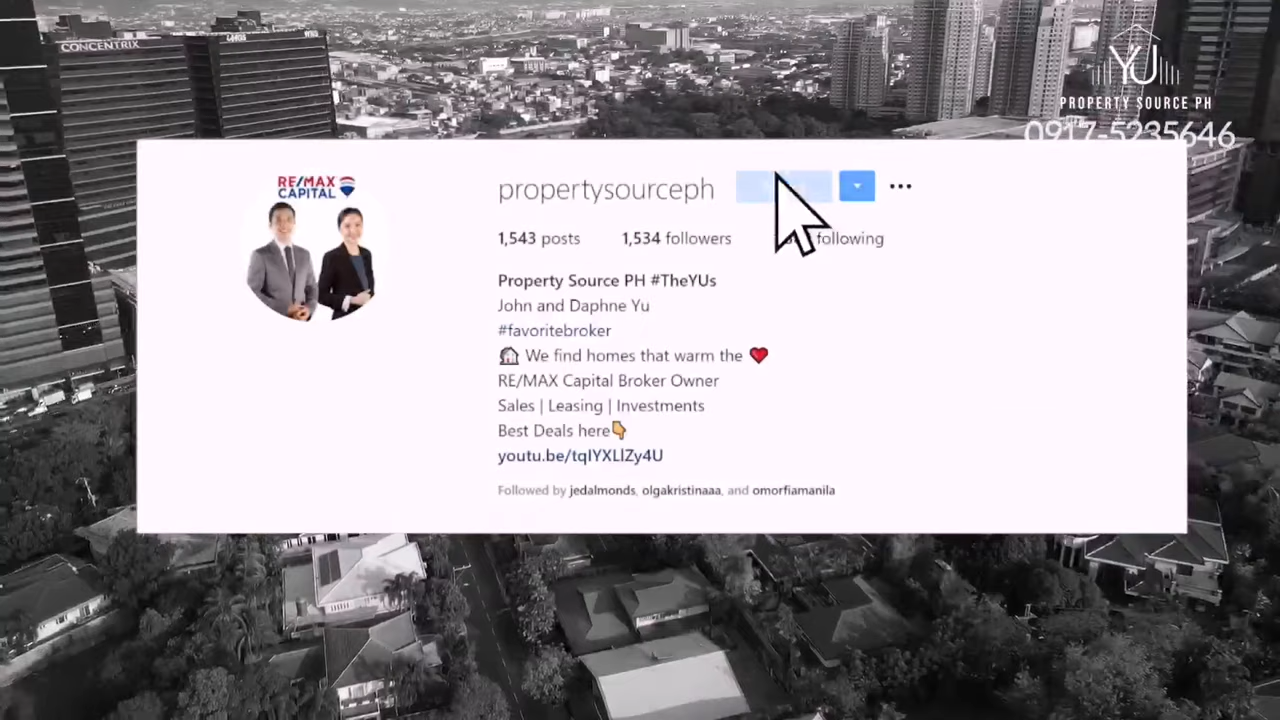 CONCENTRIX
YU
PROPERTY SOURCE PH
0917-5235646
RE/MAX
CAPITAL
propertysourceph
1,543 posts 1,534 followers following
Property Source PH #TheYUs
John and Daphne Yu
#favoritebroker
We find homes that warm the
RE/MAX Capital Broker Owner
Sales | Leasing | Investments
Best Deals here
youtu.be/tqIYXLlZy4U
Followed by jedalmonds, olgakristinaaa, and omorfiamanila